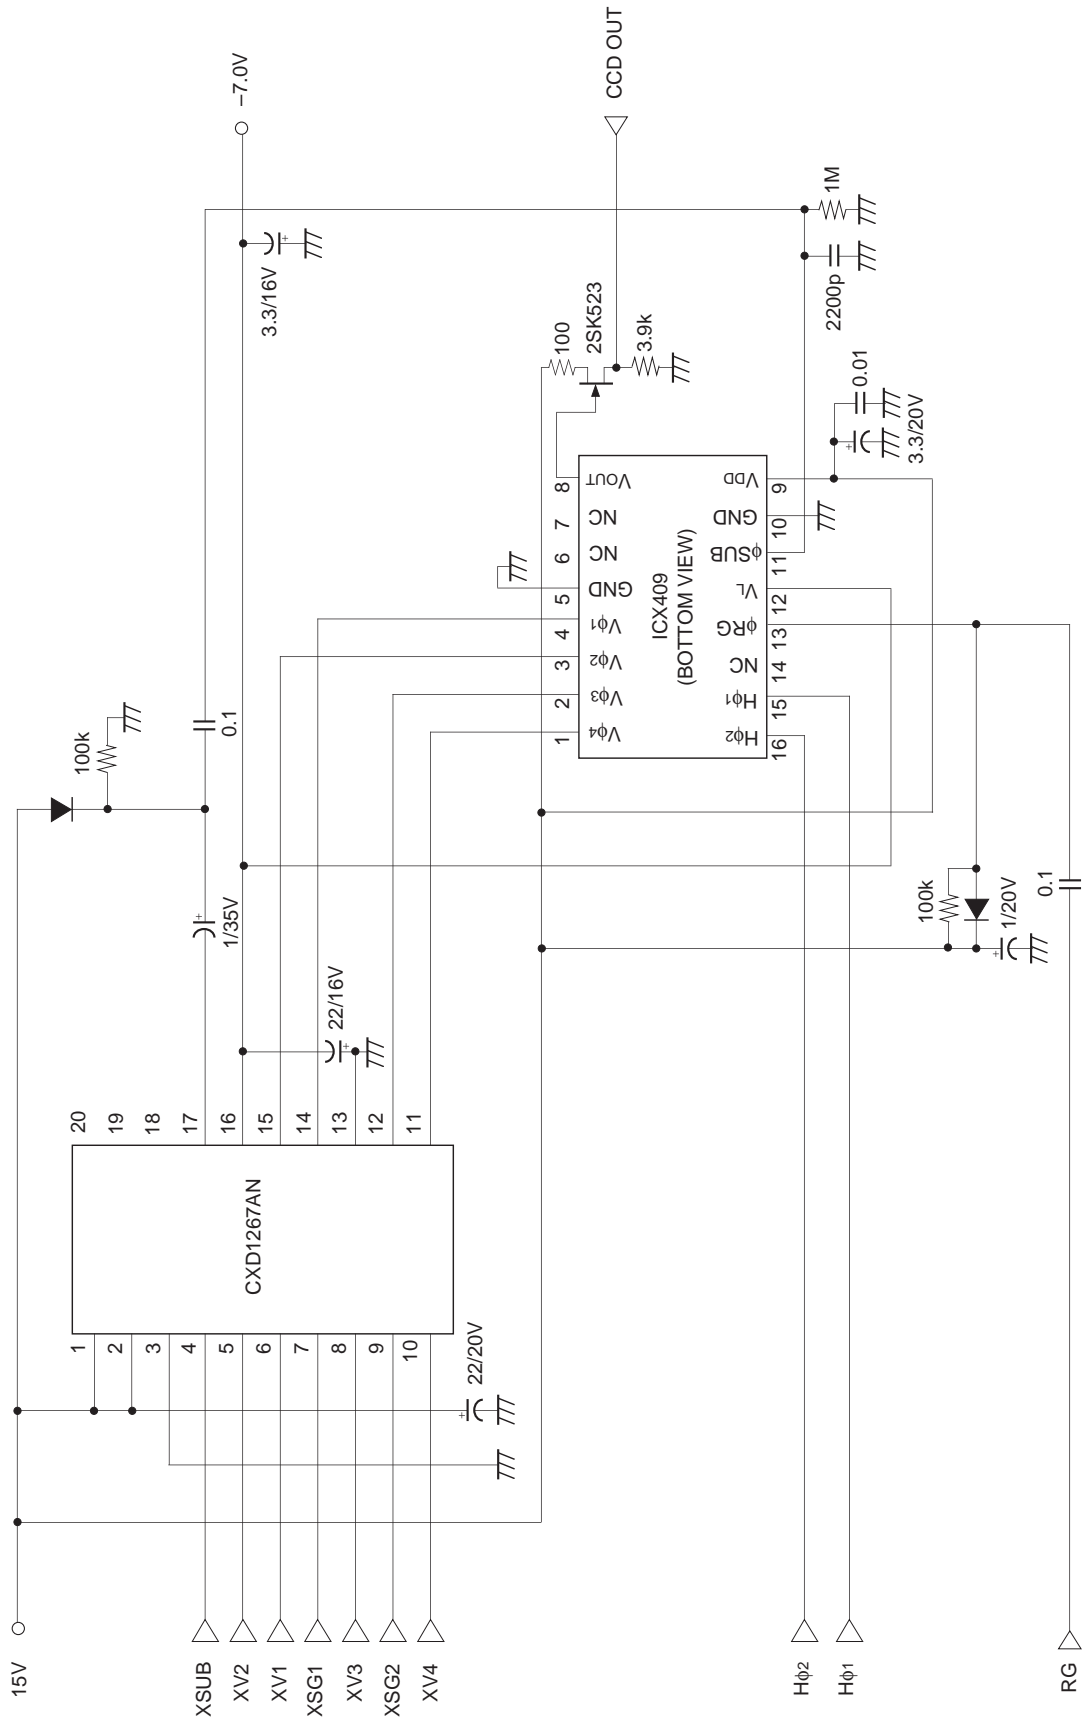 15V
XSUB
XV2
XV1
XSG1
XV3
XSG2
XV4
Hφ2
Hφ1
RG
22/20V
1
2
3
4
5
6
7
8
9
10
CXD1267AN
20
19
18
17
16
15
14
13
12
11
22/16V
1/35V
100k
0.1
3.3/16V
–7.0V
100k
1/20V
0.1
1
2
3
4
5
6
7
8
Vφ4
Vφ3
Vφ2
Vφ1
GND
NC
NC
VOUT
ICX409
(BOTTOM VIEW)
Hφ2
Hφ1
NC
φRG
VL
φSUB
GND
VDD
16
15
14
13
12
11
10
9
100
2SK523
3.9k
CCD OUT
3.3/20V
0.01
2200p
1M